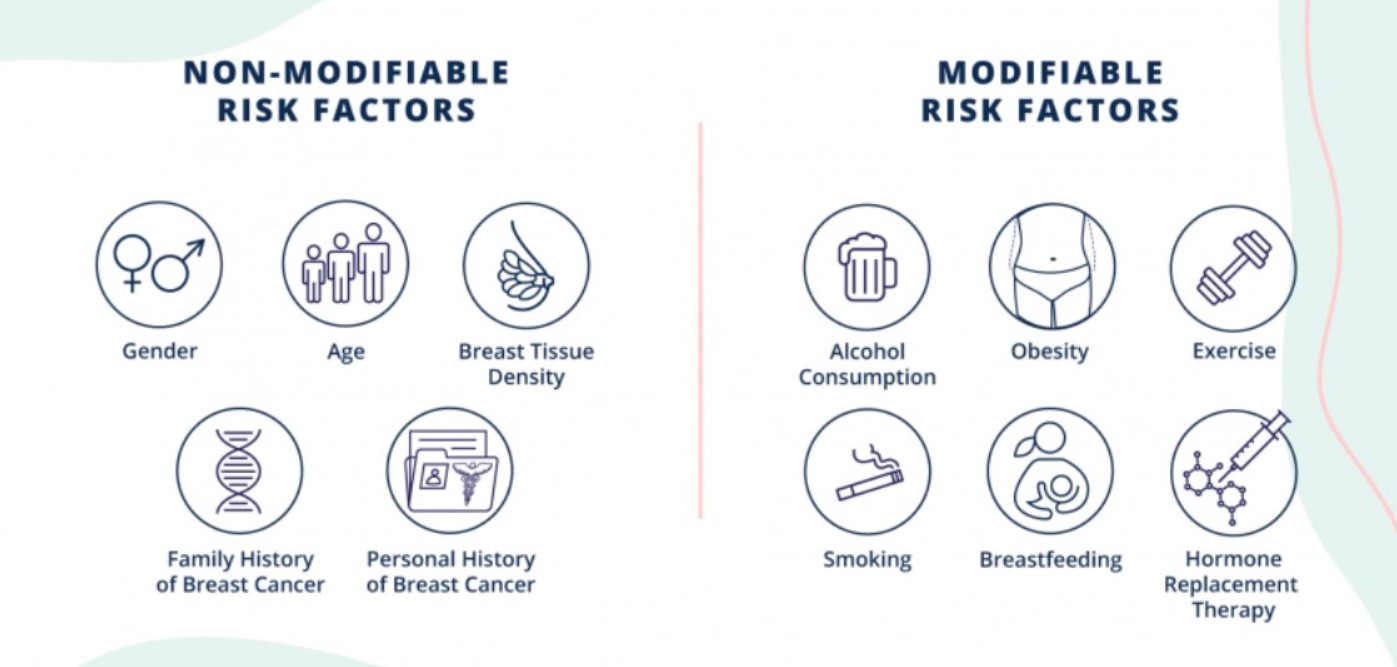 NON-MODIFIABLE
RISK FACTORS
Gender
Age
Breast Tissue
Density
Family History
of Breast Cancer
Personal History
of Breast Cancer
MODIFIABLE
RISK FACTORS
Alcohol
Consumption
Obesity
Exercise
Smoking
Breastfeeding
Hormone
Replacement
Therapy